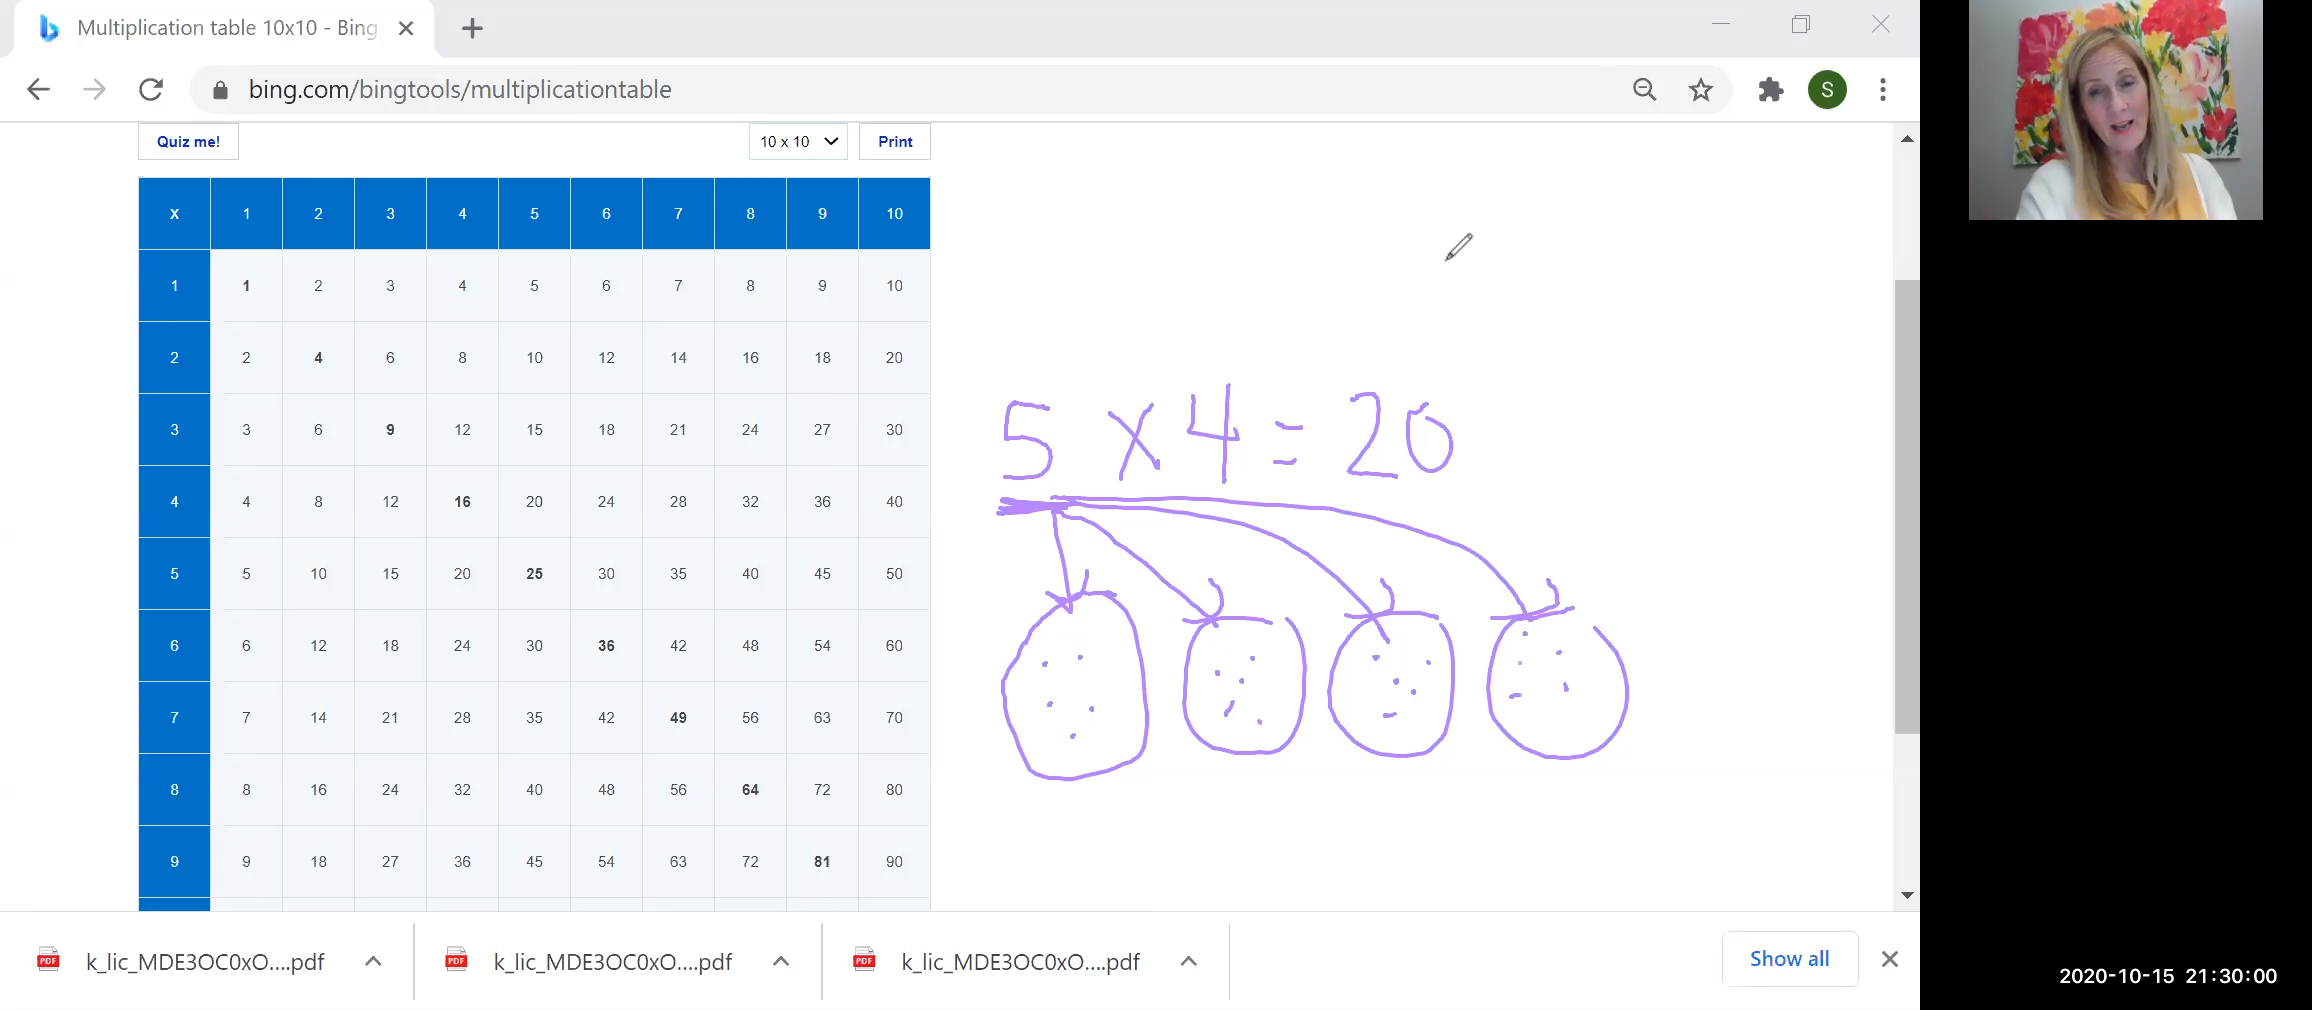 Multiplication table 10x10 - Bing
bing.com/bingtools/multiplicationtable
S
Quiz me!
10 x 10
Print
X 1 2 3 4 5 6 7 8 9 10
1 1 2 3 4 5 6 7 8 9 10
2 2 4 6 8 10 12 14 16 18 20
3 3 6 9 12 15 18 21 24 27 30
4 4 8 12 16 20 24 28 32 36 40
5 5 10 15 20 25 30 35 40 45 50
6 6 12 18 24 30 36 42 48 54 60
7 7 14 21 28 35 42 49 56 63 70
8 8 16 24 32 40 48 56 64 72 80
9 9 18 27 36 45 54 63 72 81 90
5 x 4 = 20
PDF k_lic_MDE3OC0xO....pdf
PDF k_lic_MDE3OC0xO....pdf
PDF k_lic_MDE3OC0xO....pdf
Show all
2020-10-15 21:30:00